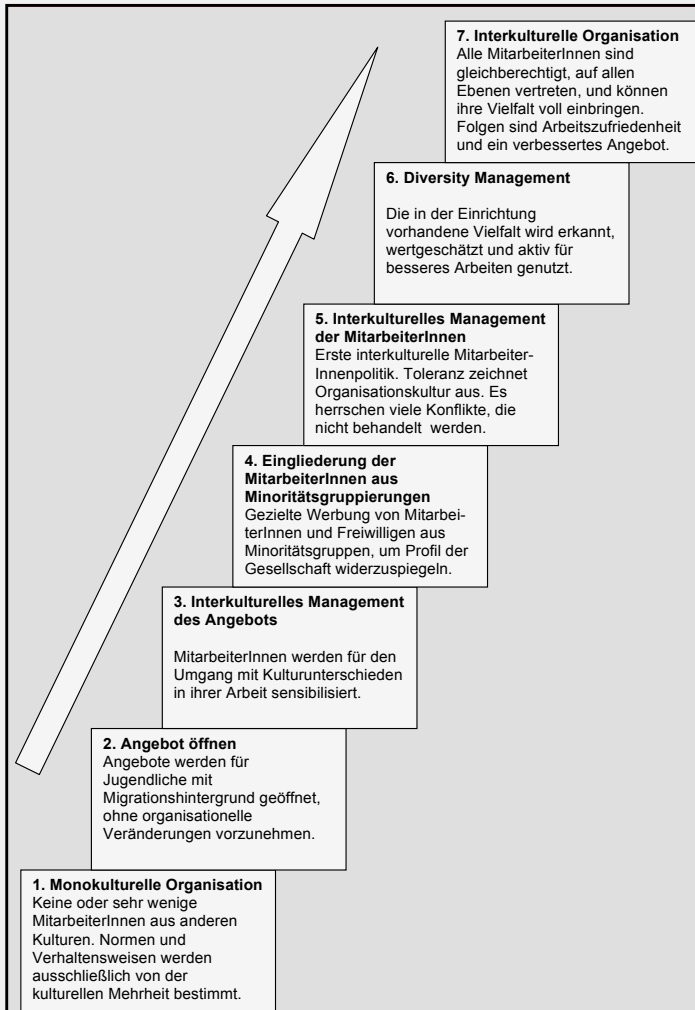 7. Interkulturelle Organisation
Alle MitarbeiterInnen sind
gleichberechtigt, auf allen
Ebenen vertreten, und können
ihre Vielfalt voll einbringen.
Folgen sind Arbeitszufriedenheit
und ein verbessertes Angebot.
6. Diversity Management
Die in der Einrichtung
vorhandene Vielfalt wird erkannt,
wertgeschätzt und aktiv für
besseres Arbeiten genutzt.
5. Interkulturelles Management
der MitarbeiterInnen
Erste interkulturelle Mitarbeiter-
Innenpolitik. Toleranz zeichnet
Organisationskultur aus. Es
herrschen viele Konflikte, die
nicht behandelt werden.
4. Eingliederung der
MitarbeiterInnen aus
Minoritätsgruppierungen
Gezielte Werbung von Mitarbei-
terInnen und Freiwilligen aus
Minoritätsgruppen, um Profil der
Gesellschaft widerzuspiegeln.
3. Interkulturelles Management
des Angebots
MitarbeiterInnen werden für den
Umgang mit Kulturunterschieden
in ihrer Arbeit sensibilisiert.
2. Angebot öffnen
Angebote werden für
Jugendliche mit
Migrationshintergrund geöffnet,
ohne organisationelle
Veränderungen vorzunehmen.
1. Monokulturelle Organisation
Keine oder sehr wenige
MitarbeiterInnen aus anderen
Kulturen. Normen und
Verhaltensweisen werden
ausschließlich von der
kulturellen Mehrheit bestimmt.